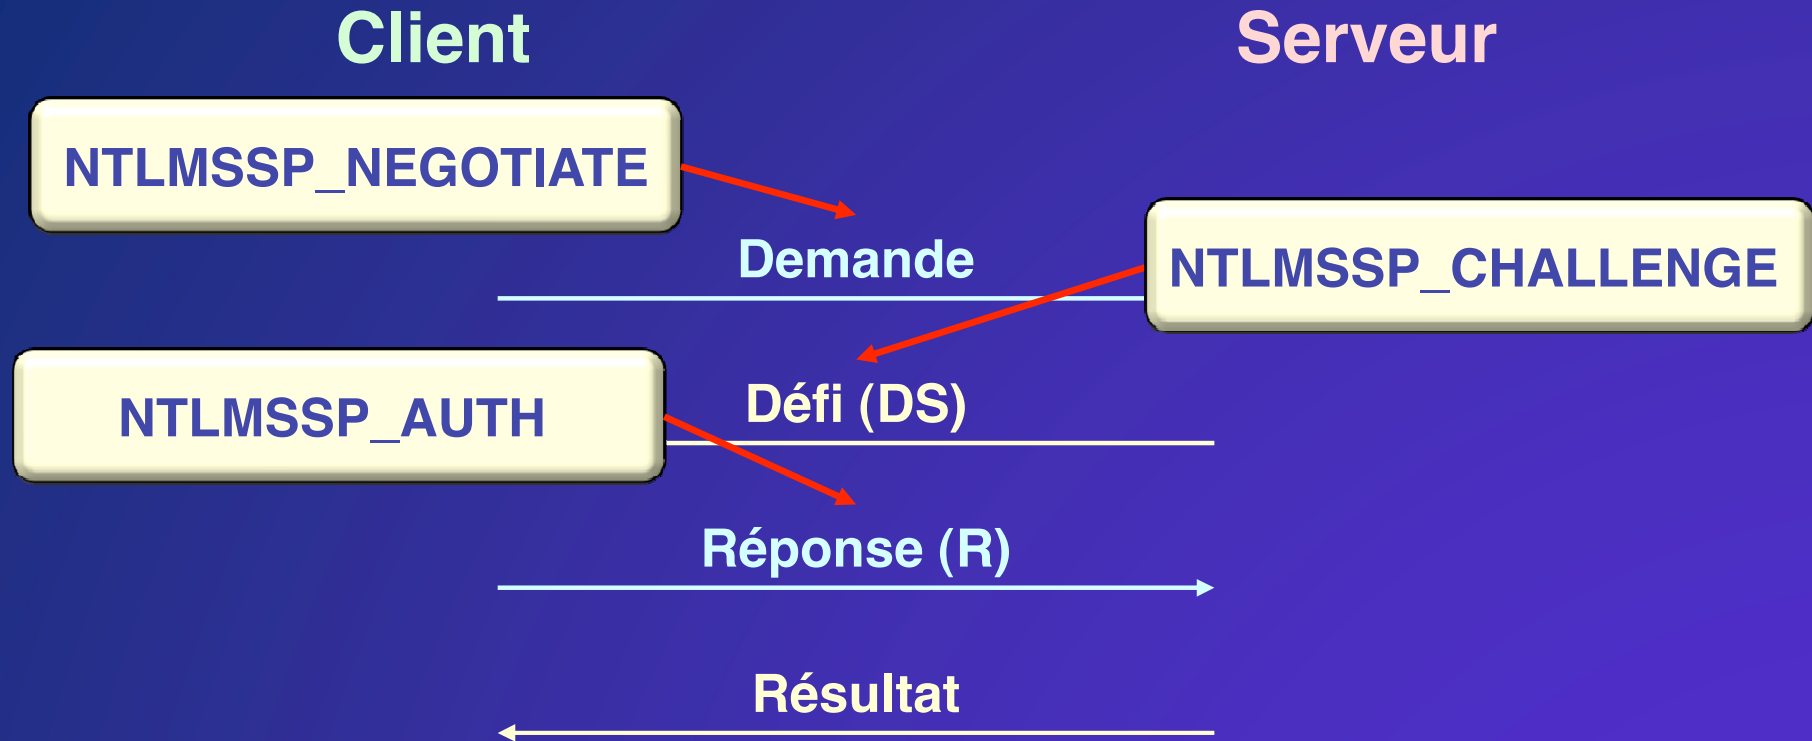 Client
Serveur
NTLMSSP_NEGOTIATE
Demande
NTLMSSP_CHALLENGE
Défi (DS)
NTLMSSP_AUTH
Réponse (R)
Résultat